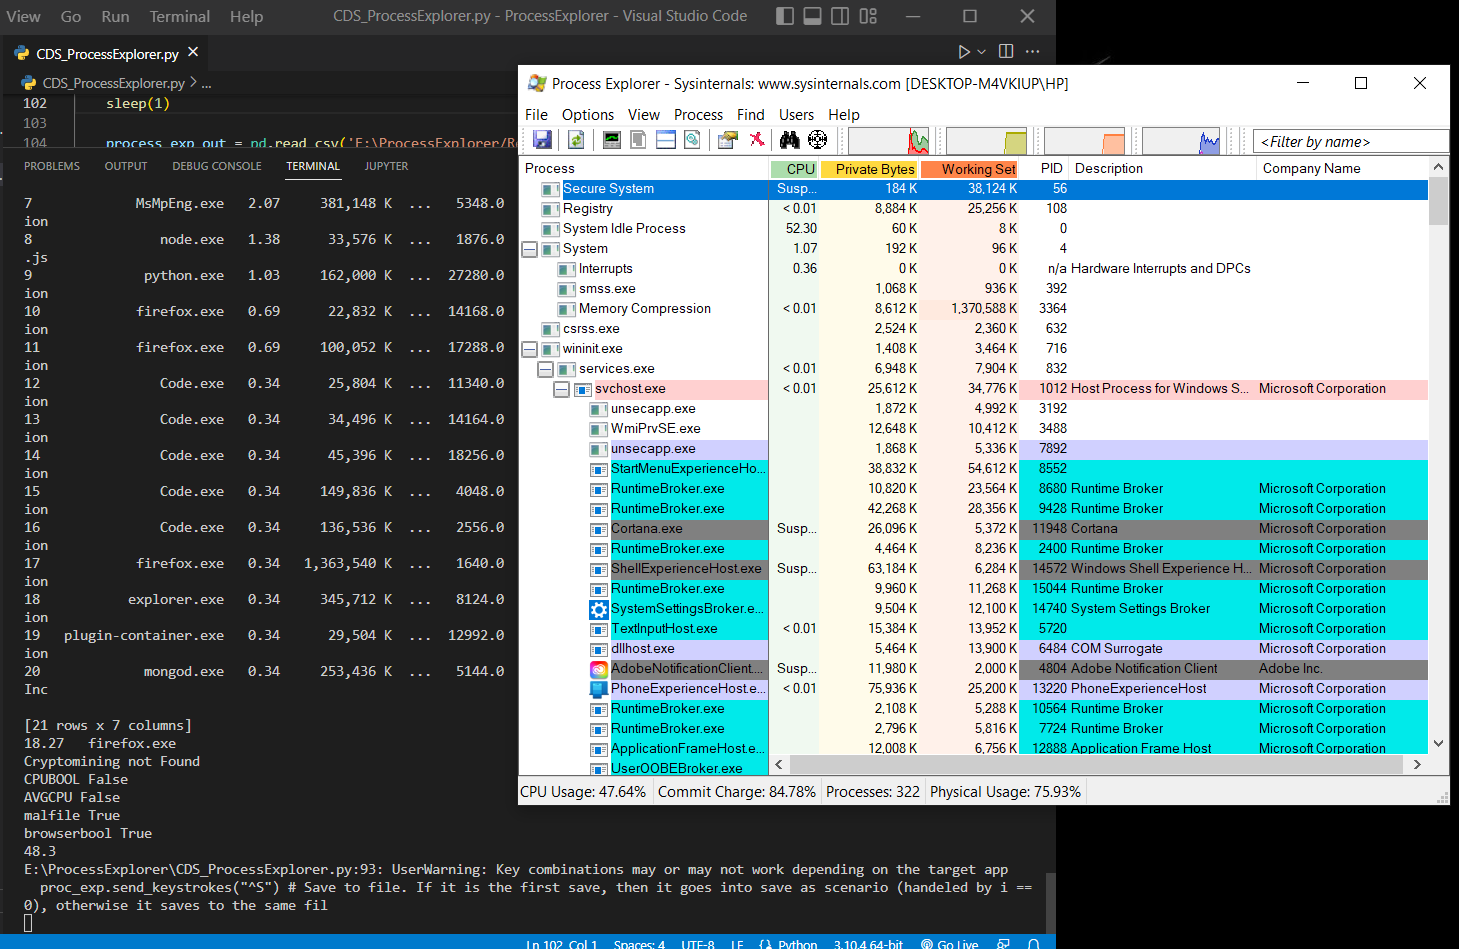 View Go Run Terminal Help CDS_ProcessExplorer.py - ProcessExplorer - Visual Studio Code
CDS_ProcessExplorer.py
CDS_ProcessExplorer.py > ...
102 sleep(1)
103
104
PROBLEMS OUTPUT DEBUG CONSOLE TERMINAL JUPYTER
7 MsMpEng.exe 2.07 381,148 K ... 5348.0
ion
8 node.exe 1.38 33,576 K ... 1876.0
.js
9 python.exe 1.03 162,000 K ... 27280.0
ion
10 firefox.exe 0.69 22,832 K ... 14168.0
ion
11 firefox.exe 0.69 100,052 K ... 17288.0
ion
12 Code.exe 0.34 25,804 K ... 11340.0
ion
13 Code.exe 0.34 34,496 K ... 14164.0
ion
14 Code.exe 0.34 45,396 K ... 18256.0
ion
15 Code.exe 0.34 149,836 K ... 4048.0
ion
16 Code.exe 0.34 136,536 K ... 2556.0
ion
17 firefox.exe 0.34 1,363,540 K ... 1640.0
ion
18 explorer.exe 0.34 345,712 K ... 8124.0
ion
19 plugin-container.exe 0.34 29,504 K ... 12992.0
ion
20 mongod.exe 0.34 253,436 K ... 5144.0
Inc
[21 rows x 7 columns]
18.27 firefox.exe
Cryptomining not Found
CPUBOOL False
AVGCPU False
malfile True
browserbool True
48.3
E:\ProcessExplorer\CDS_ProcessExplorer.py:93: UserWarning: Key combinations may or may not work depending on the target app
proc_exp.send_keystrokes("^S") # Save to file. If it is the first save, then it goes into save as scenario (handeled by i ==
0), otherwise it saves to the same fil
Ln 102, Col 1 Spaces: 4 UTF-8 LF Python 3.10.4 64-bit Go Live
Process Explorer - Sysinternals: www.sysinternals.com [DESKTOP-M4VKIUP\HP]
File Options View Process Find Users Help
<Filter by name>
Process CPU Private Bytes Working Set PID Description Company Name
Secure System Susp... 184 K 38,124 K 56
Registry < 0.01 8,884 K 25,256 K 108
System Idle Process 52.30 60 K 8 K 0
System 1.07 192 K 96 K 4
Interrupts 0.36 0 K 0 K n/a Hardware Interrupts and DPCs
smss.exe 1,068 K 936 K 392
Memory Compression < 0.01 8,612 K 1,370,588 K 3364
csrss.exe 2,524 K 2,360 K 632
wininit.exe 1,408 K 3,464 K 716
services.exe < 0.01 6,948 K 7,904 K 832
svchost.exe < 0.01 25,612 K 34,776 K 1012 Host Process for Windows S... Microsoft Corporation
unsecapp.exe 1,872 K 4,992 K 3192
WmiPrvSE.exe 12,648 K 10,412 K 3488
unsecapp.exe 1,868 K 5,336 K 7892
StartMenuExperienceHo... 38,832 K 54,612 K 8552
RuntimeBroker.exe 10,820 K 23,564 K 8680 Runtime Broker Microsoft Corporation
RuntimeBroker.exe 42,268 K 28,356 K 9428 Runtime Broker Microsoft Corporation
Cortana.exe Susp... 26,096 K 5,372 K 11948 Cortana Microsoft Corporation
RuntimeBroker.exe 4,464 K 8,236 K 2400 Runtime Broker Microsoft Corporation
ShellExperienceHost.exe Susp... 63,184 K 6,284 K 14572 Windows Shell Experience H... Microsoft Corporation
RuntimeBroker.exe 9,960 K 11,268 K 15044 Runtime Broker Microsoft Corporation
SystemSettingsBroker.e... 9,504 K 12,100 K 14740 System Settings Broker Microsoft Corporation
TextInputHost.exe < 0.01 15,384 K 13,952 K 5720 Microsoft Corporation
dllhost.exe 5,464 K 13,900 K 6484 COM Surrogate Microsoft Corporation
AdobeNotificationClient.... Susp... 11,980 K 2,000 K 4804 Adobe Notification Client Adobe Inc.
PhoneExperienceHost.e... < 0.01 75,936 K 25,200 K 13220 PhoneExperienceHost Microsoft Corporation
RuntimeBroker.exe 2,108 K 5,288 K 10564 Runtime Broker Microsoft Corporation
RuntimeBroker.exe 2,796 K 5,816 K 7724 Runtime Broker Microsoft Corporation
ApplicationFrameHost.e... 12,008 K 6,756 K 12888 Application Frame Host Microsoft Corporation
UserOOBEBroker.exe
CPU Usage: 47.64% Commit Charge: 84.78% Processes: 322 Physical Usage: 75.93%